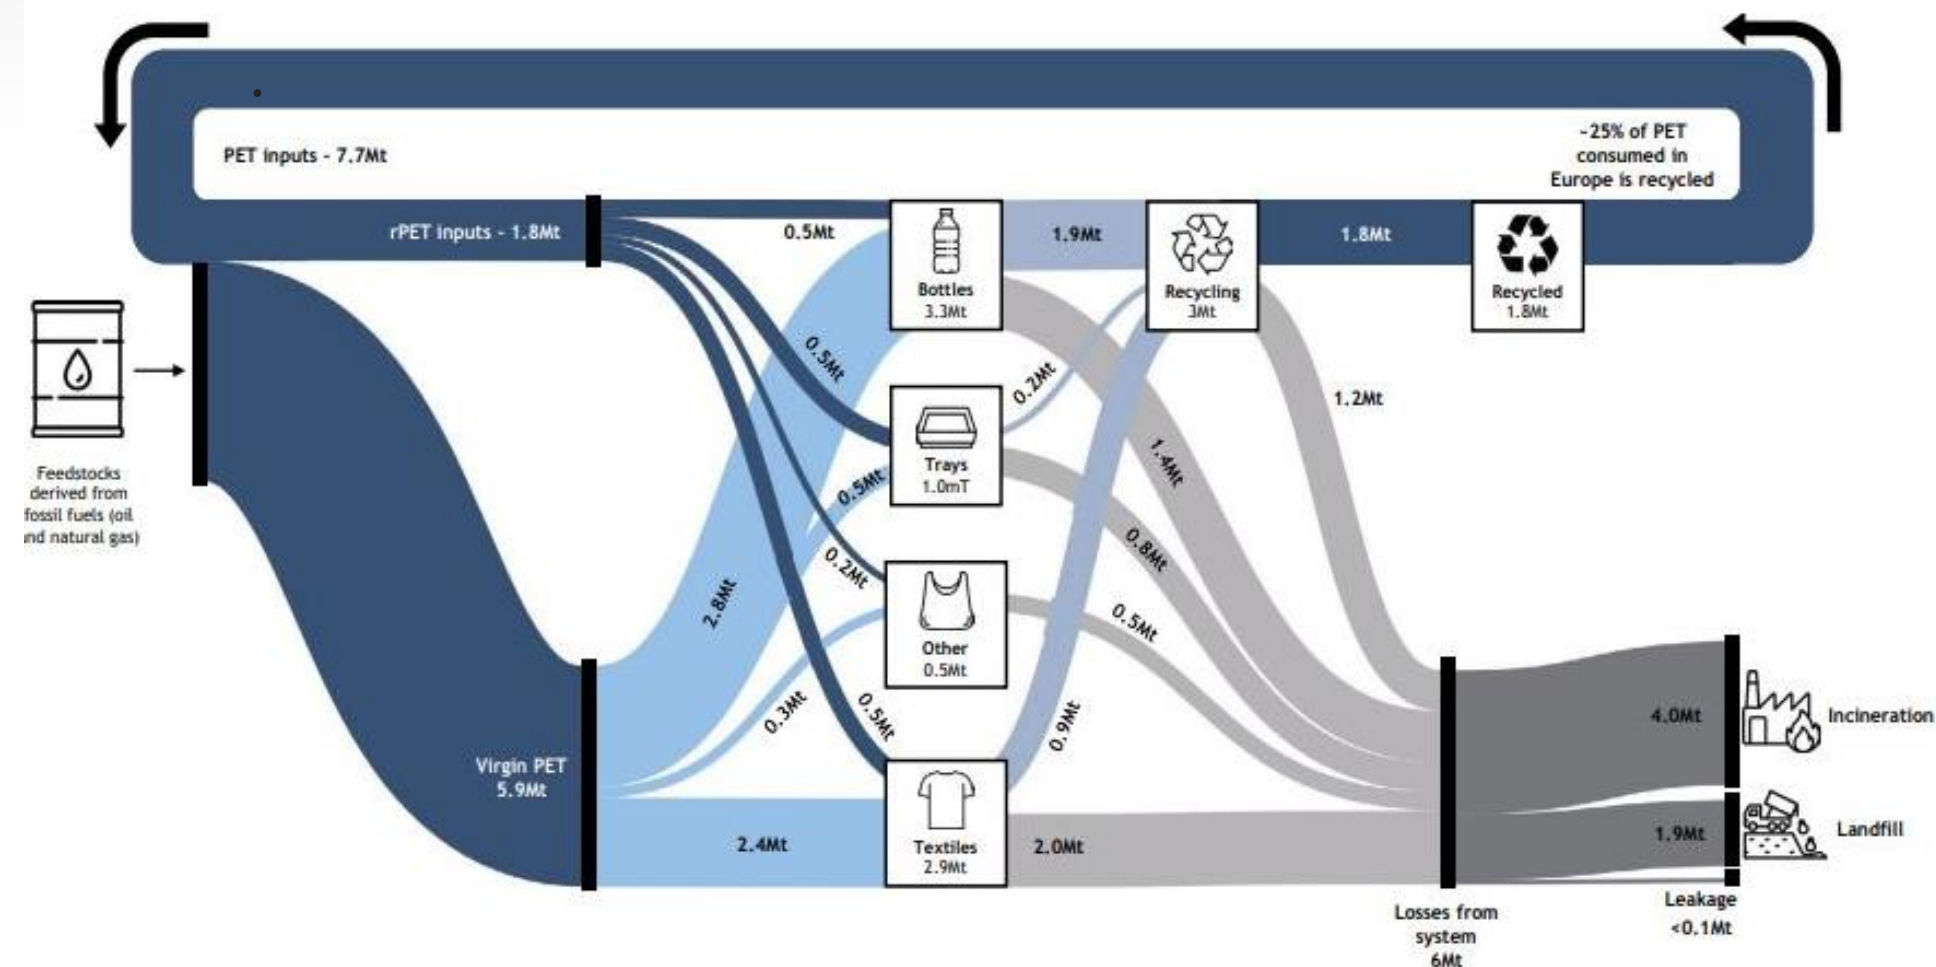 PET inputs - 7.7Mt
~25% of PET
consumed in
Europe is recycled
rPET inputs - 1.8Mt
0.5Mt
Bottles
3.3Mt
1.9Mt
Recycling
3Mt
1.8Mt
Recycled
1.8Mt
Feedstocks
derived from
fossil fuels (oil
nd natural gas)
0.5Mt
0.2Mt
1.2Mt
Trays
1.0mT
0.5Mt
1.4Mt
0.8Mt
2.8Mt
0.2Mt
Other
0.5Mt
0.5Mt
0.3Mt
0.5Mt
0.9Mt
Virgin PET
5.9Mt
2.4Mt
Textiles
2.9Mt
2.0Mt
4.0Mt
Incineration
1.9Mt
Landfill
Leakage
<0.1Mt
Losses from
system
6Mt